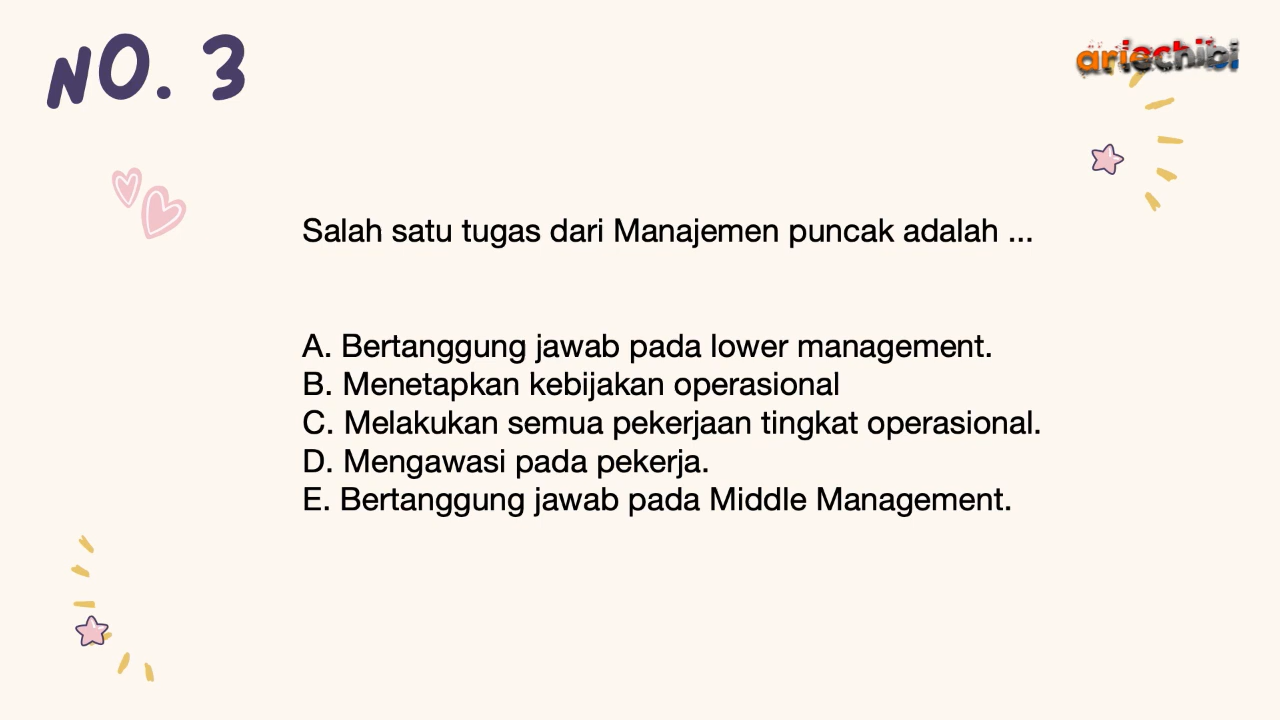 NO. 3
ariechibi
Salah satu tugas dari Manajemen puncak adalah ...
A. Bertanggung jawab pada lower management.
B. Menetapkan kebijakan operasional
C. Melakukan semua pekerjaan tingkat operasional.
D. Mengawasi pada pekerja.
E. Bertanggung jawab pada Middle Management.